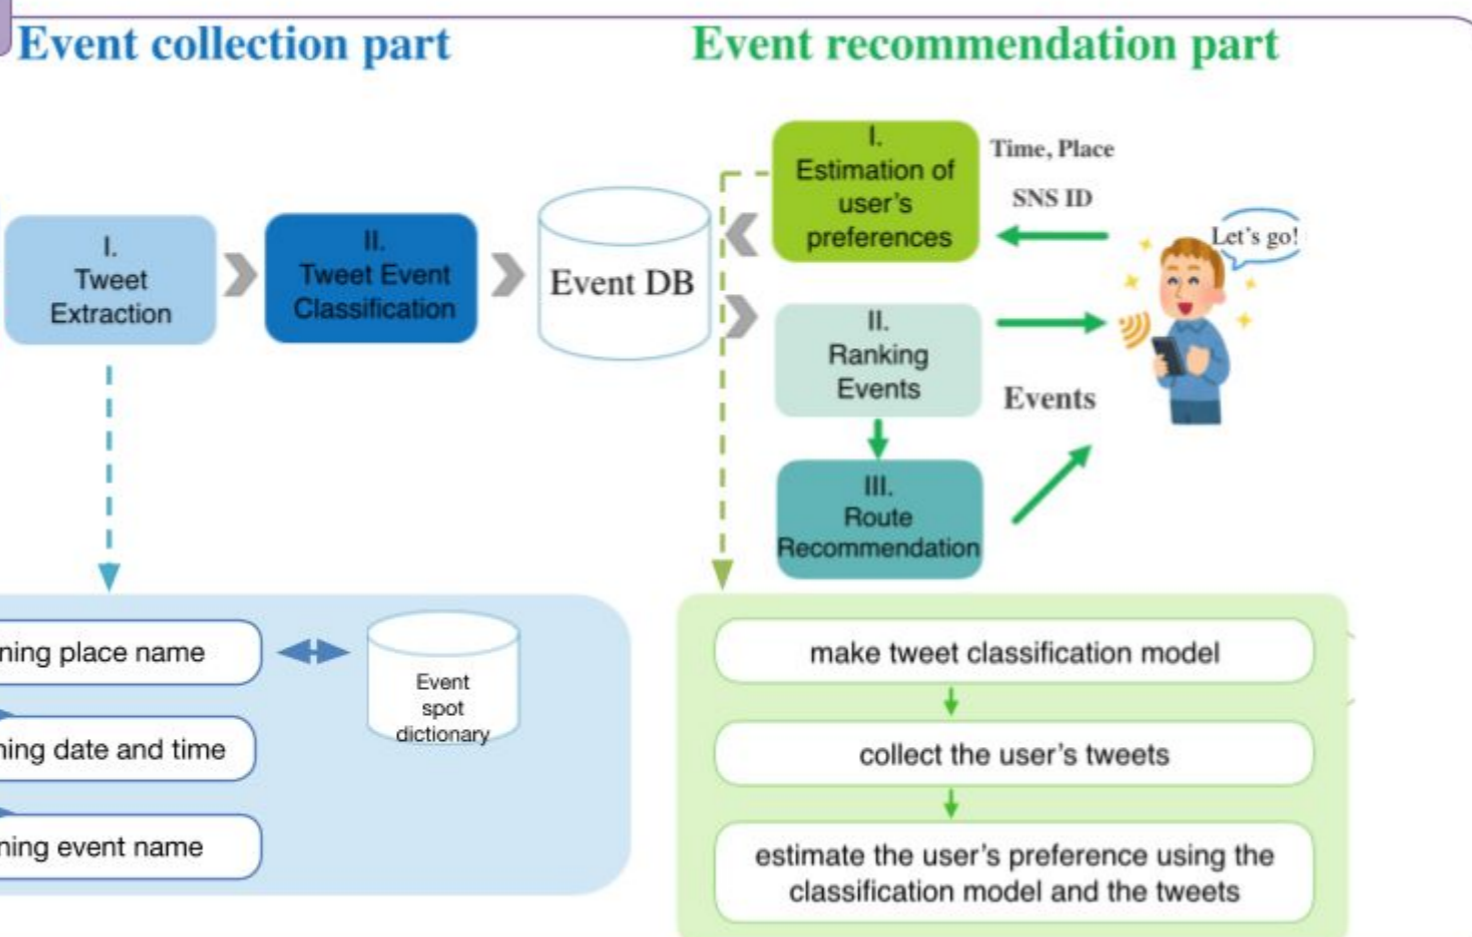 Event collection part
Event recommendation part
I.
Tweet
Extraction
II.
Tweet Event
Classification
Event DB
I.
Estimation of
user's
preferences
Time, Place
SNS ID
Let's go!
II.
Ranking
Events
Events
III.
Route
Recommendation
ning place name
Event
spot
dictionary
ning date and time
ning event name
make tweet classification model
collect the user's tweets
estimate the user's preference using the
classification model and the tweets